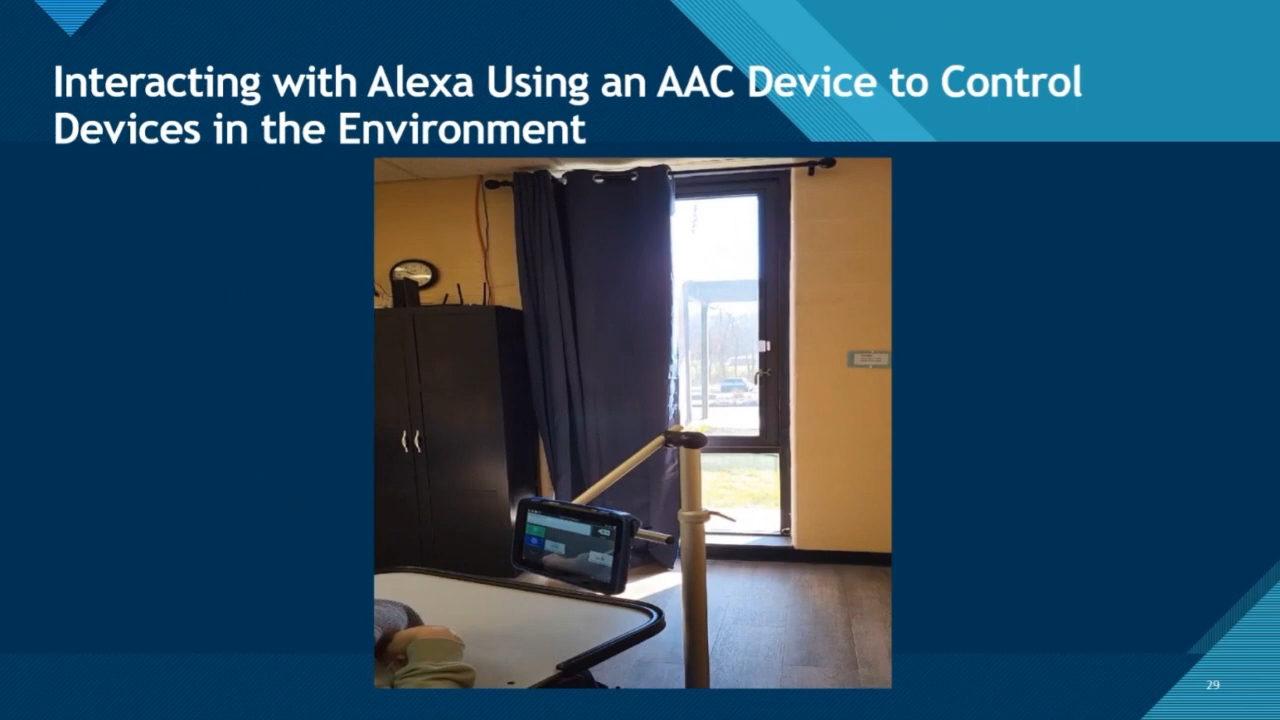 Interacting with Alexa Using an AAC Device to Control
Devices in the Environment
29